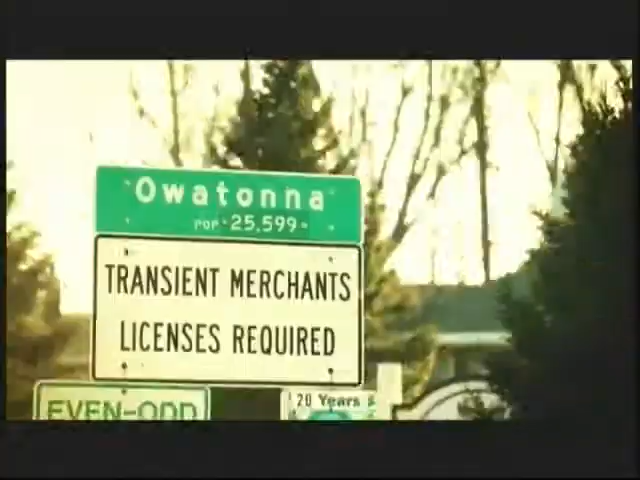 Owatonna
POP 25,599
TRANSIENT MERCHANTS
LICENSES REQUIRED
EVEN-ODD
20 Years